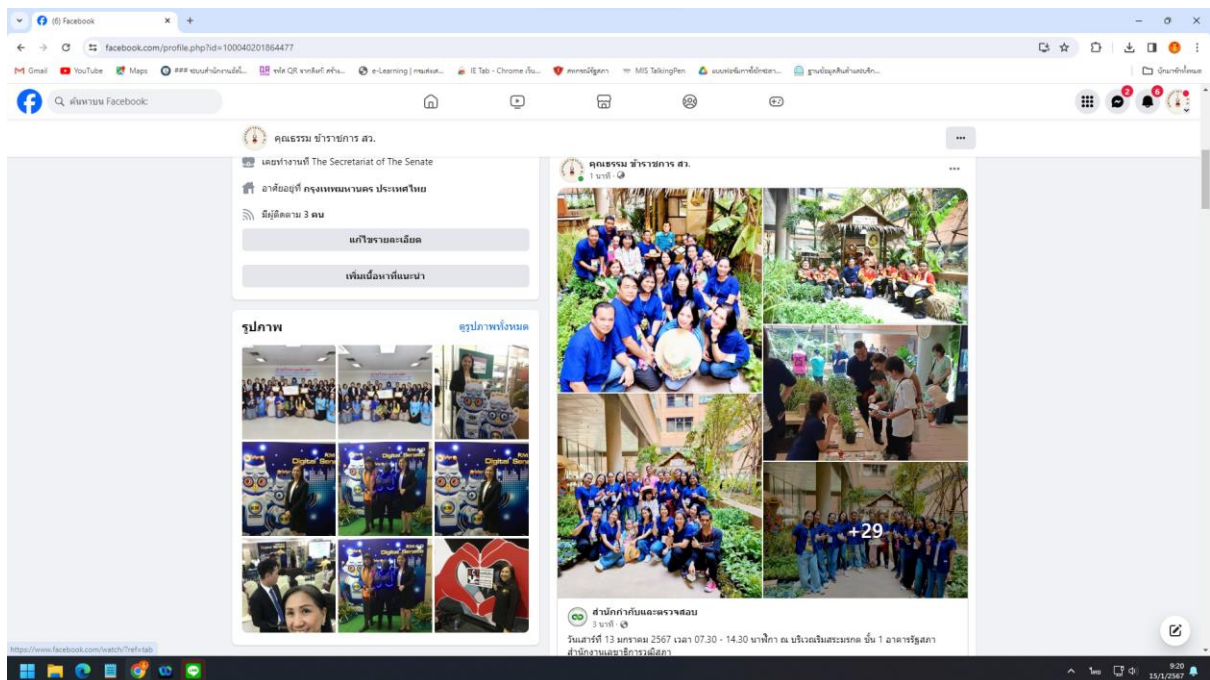 (6) Facebook
facebook.com/profile.php?id=100040201864477
Gmail
YouTube
Maps
e-Learning |
IE Tab - Chrome
MIS TalkingPen
ค้นหาบน Facebook
2
6
คุณธรรม ข้าราชการ สว.
เคยทำงานที่ The Secretariat of The Senate
อาศัยอยู่ที่ กรุงเทพมหานคร ประเทศไทย
มีผู้ติดตาม 3 คน
แก้ไขรายละเอียด
เพิ่มเนื้อหาที่แนะนำ
รูปภาพ
ดูรูปภาพทั้งหมด
Digital Senate
คุณธรรม ข้าราชการ สว.
1 นาที
+29
สำนักกำกับและตรวจสอบ
3 นาที
วันเสาร์ที่ 13 มกราคม 2567 เวลา 07.30 - 14.30 นาฬิกา ณ บริเวณริมสระมรกต ชั้น 1 อาคารรัฐสภา
สำนักงานเลขาธิการวุฒิสภา
https://www.facebook.com/watch/?ref=tab
ไทย
9:20
15/1/2567